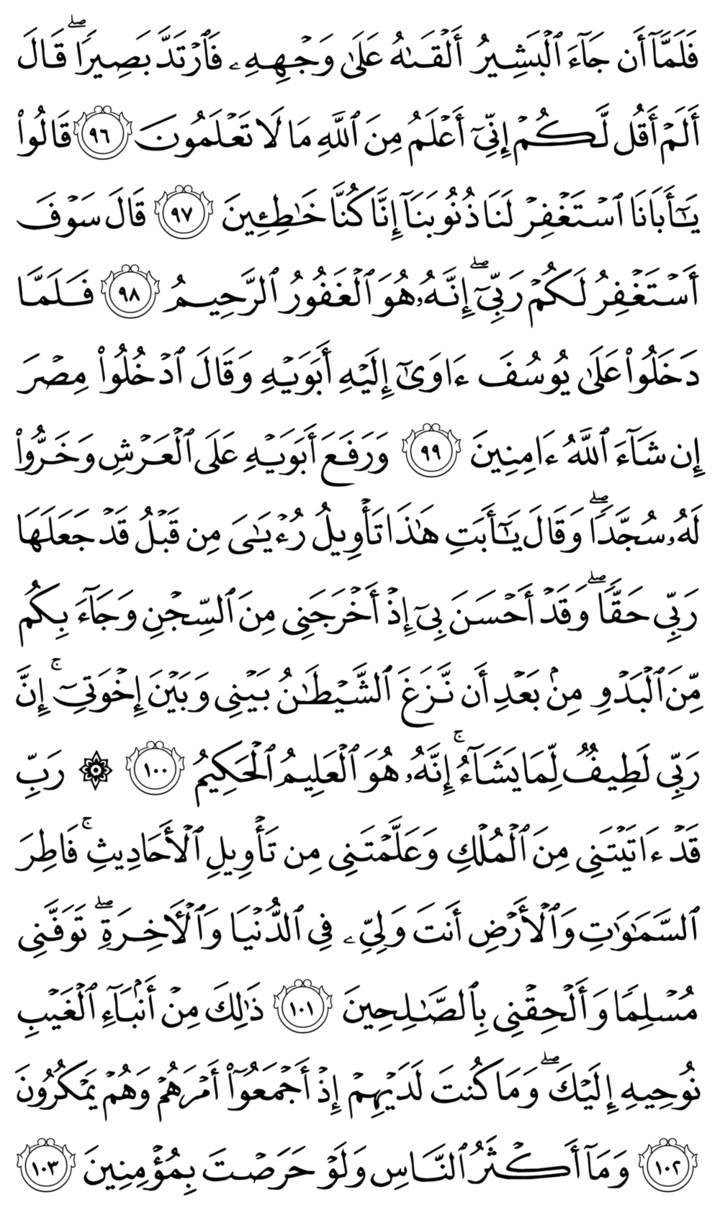 فَلَمَّآ أَن جَآءَ ٱلۡبَشِيرُ أَلۡقَىٰهُ عَلَىٰ وَجۡهِهِۦ فَٱرۡتَدَّ بَصِيرٗاۖ قَالَ
أَلَمۡ أَقُل لَّكُمۡ إِنِّيٓ أَعۡلَمُ مِنَ ٱللَّهِ مَا لَا تَعۡلَمُونَ ٩٦ قَالُواْ
يَٰٓأَبَانَا ٱسۡتَغۡفِرۡ لَنَا ذُنُوبَنَآ إِنَّا كُنَّا خَٰطِـِٔينَ ٩٧ قَالَ سَوۡفَ
أَسۡتَغۡفِرُ لَكُمۡ رَبِّيٓۖ إِنَّهُۥ هُوَ ٱلۡغَفُورُ ٱلرَّحِيمُ ٩٨ فَلَمَّا
دَخَلُواْ عَلَىٰ يُوسُفَ ءَاوَىٰٓ إِلَيۡهِ أَبَوَيۡهِ وَقَالَ ٱدۡخُلُواْ مِصۡرَ
إِن شَآءَ ٱللَّهُ ءَامِنِينَ ٩٩ وَرَفَعَ أَبَوَيۡهِ عَلَى ٱلۡعَرۡشِ وَخَرُّواْ
لَهُۥ سُجَّدٗاۖ وَقَالَ يَٰٓأَبَتِ هَٰذَا تَأۡوِيلُ رُءۡيَٰيَ مِن قَبۡلُ قَدۡ جَعَلَهَا
رَبِّي حَقّٗاۖ وَقَدۡ أَحۡسَنَ بِيٓ إِذۡ أَخۡرَجَنِي مِنَ ٱلسِّجۡنِ وَجَآءَ بِكُم
مِّنَ ٱلۡبَدۡوِ مِنۢ بَعۡدِ أَن نَّزَغَ ٱلشَّيۡطَٰنُ بَيۡنِي وَبَيۡنَ إِخۡوَتِيٓۚ إِنَّ
رَبِّي لَطِيفٞ لِّمَا يَشَآءُۚ إِنَّهُۥ هُوَ ٱلۡعَلِيمُ ٱلۡحَكِيمُ ١٠٠ ۞ رَبِّ
قَدۡ ءَاتَيۡتَنِي مِنَ ٱلۡمُلۡكِ وَعَلَّمۡتَنِي مِن تَأۡوِيلِ ٱلۡأَحَادِيثِۚ فَاطِرَ
ٱلسَّمَٰوَٰتِ وَٱلۡأَرۡضِ أَنتَ وَلِيِّۦ فِي ٱلدُّنۡيَا وَٱلۡأٓخِرَةِۖ تَوَفَّنِي
مُسۡلِمٗا وَأَلۡحِقۡنِي بِٱلصَّٰلِحِينَ ١٠١ ذَٰلِكَ مِنۡ أَنۢبَآءِ ٱلۡغَيۡبِ
نُوحِيهِ إِلَيۡكَۖ وَمَا كُنتَ لَدَيۡهِمۡ إِذۡ أَجۡمَعُوٓاْ أَمۡرَهُمۡ وَهُمۡ يَمۡكُرُونَ
١٠٢ وَمَآ أَكۡثَرُ ٱلنَّاسِ وَلَوۡ حَرَصۡتَ بِمُؤۡمِنِينَ ١٠٣